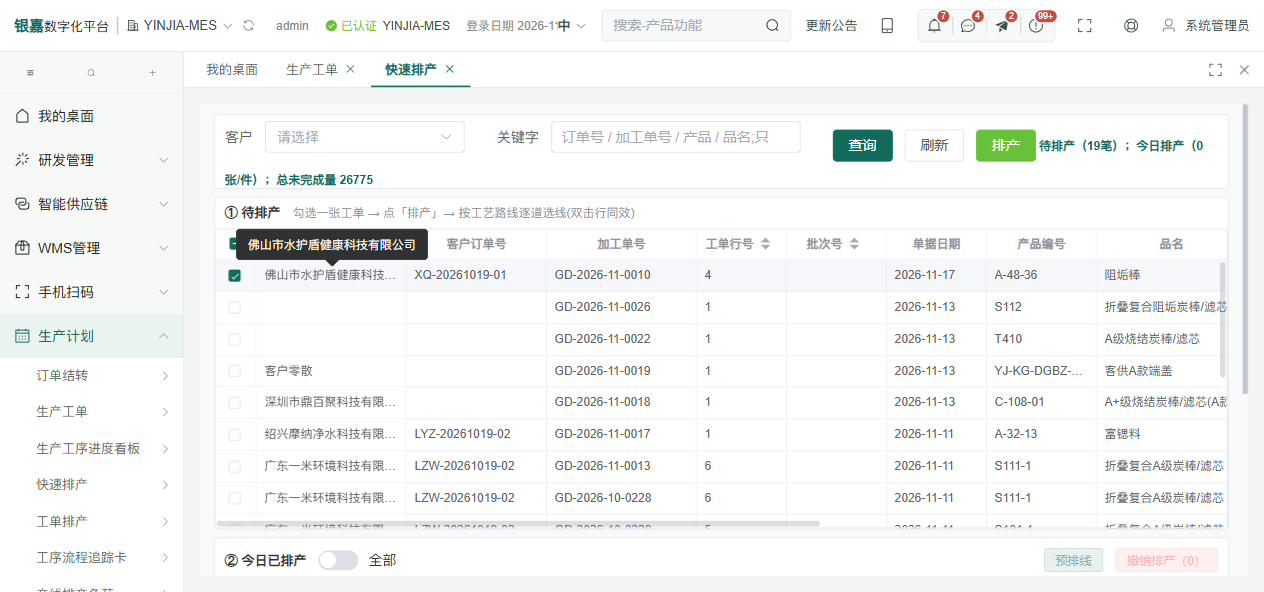 银嘉数字化平台 YINJIA-MES admin 已认证 YINJIA-MES 登录日期 2026-11 中 搜索-产品功能 更新公告 7 4 2 99+ 系统管理员
我的桌面 生产工单 快速排产
我的桌面
研发管理
智能供应链
WMS管理
手机扫码
生产计划
订单结转
生产工单
生产工序进度看板
快速排产
工单排产
工序流程追踪卡
客户 请选择 关键字 订单号 / 加工单号 / 产品 / 品名;只 查询 刷新 排产 待排产（19笔）；今日排产（0
张/件）；总未完成量 26775
① 待排产 勾选一张工单 → 点「排产」→ 按工艺路线逐道选线(双击行同效)
佛山市水护盾健康科技有限公司
客户订单号 加工单号 工单行号 批次号 单据日期 产品编号 品名
佛山市水护盾健康科技... XQ-20261019-01 GD-2026-11-0010 4 2026-11-17 A-48-36 阻垢棒
GD-2026-11-0026 1 2026-11-13 S112 折叠复合阻垢炭棒/滤芯
GD-2026-11-0022 1 2026-11-13 T410 A级烧结炭棒/滤芯
客户零散 GD-2026-11-0019 1 2026-11-13 YJ-KG-DGBZ-... 客供A款端盖
深圳市鼎百聚科技有限... GD-2026-11-0018 1 2026-11-13 C-108-01 A+级烧结炭棒/滤芯(A款
绍兴摩纳净水科技有限... LYZ-20261019-02 GD-2026-11-0017 1 2026-11-11 A-32-13 富锶料
广东一米环境科技有限... LZW-20261019-02 GD-2026-11-0013 6 2026-11-11 S111-1 折叠复合A级炭棒/滤芯
广东一米环境科技有限... LZW-20261019-02 GD-2026-10-0228 6 2026-11-11 S111-1 折叠复合A级炭棒/滤芯
② 今日已排产 全部 预排线 撤销排产（0）